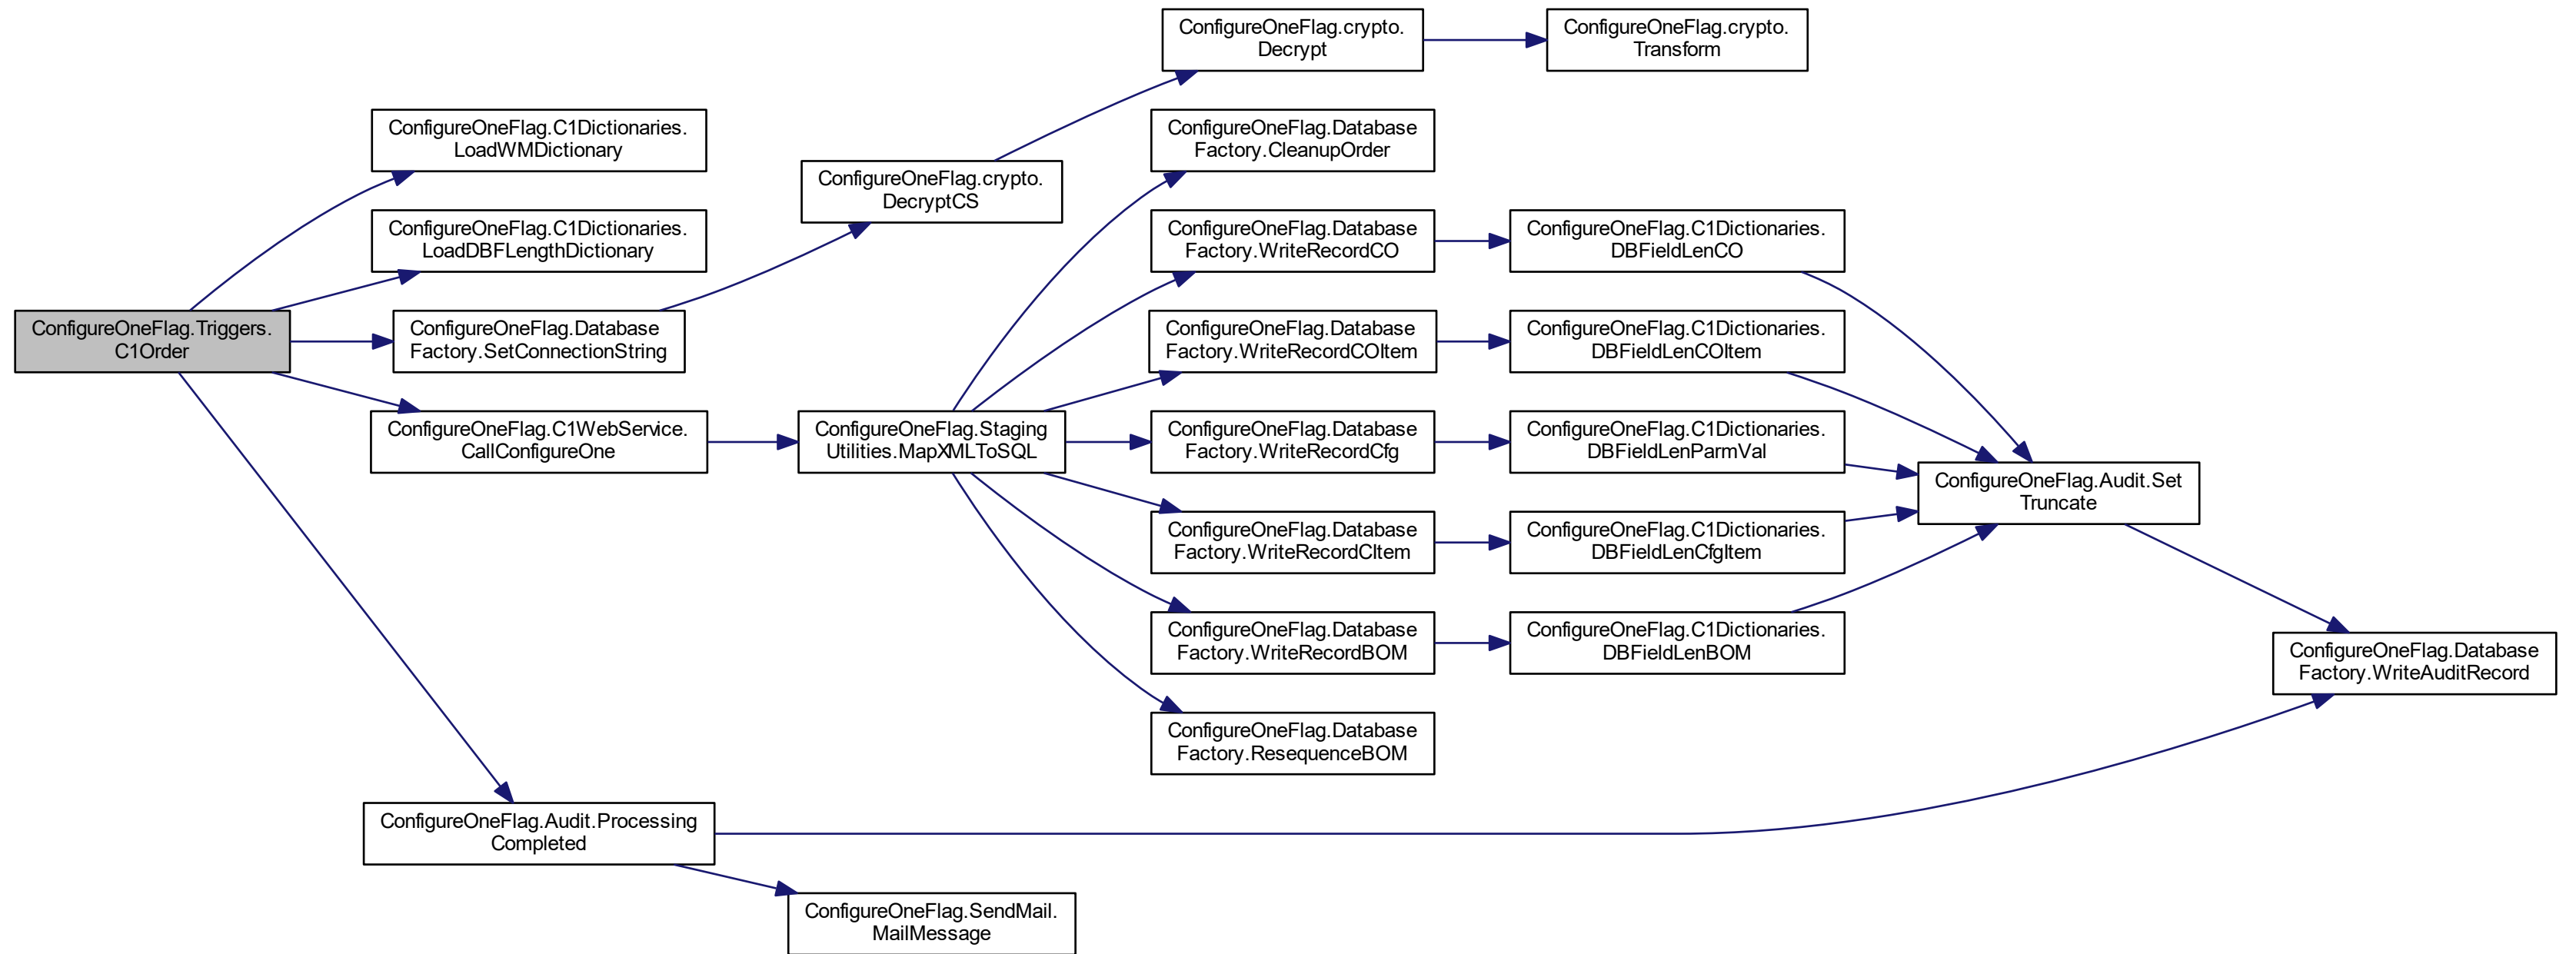 ConfigureOneFlag.Triggers.
C1Order
ConfigureOneFlag.C1Dictionaries.
LoadWMDictionary
ConfigureOneFlag.C1Dictionaries.
LoadDBFLengthDictionary
ConfigureOneFlag.Database
Factory.SetConnectionString
ConfigureOneFlag.C1WebService.
CallConfigureOne
ConfigureOneFlag.Audit.Processing
Completed
ConfigureOneFlag.crypto.
DecryptCS
ConfigureOneFlag.Staging
Utilities.MapXMLToSQL
ConfigureOneFlag.SendMail.
MailMessage
ConfigureOneFlag.crypto.
Decrypt
ConfigureOneFlag.Database
Factory.CleanupOrder
ConfigureOneFlag.Database
Factory.WriteRecordCO
ConfigureOneFlag.Database
Factory.WriteRecordCOItem
ConfigureOneFlag.Database
Factory.WriteRecordCfg
ConfigureOneFlag.Database
Factory.WriteRecordCItem
ConfigureOneFlag.Database
Factory.WriteRecordBOM
ConfigureOneFlag.Database
Factory.ResequenceBOM
ConfigureOneFlag.crypto.
Transform
ConfigureOneFlag.C1Dictionaries.
DBFieldLenCO
ConfigureOneFlag.C1Dictionaries.
DBFieldLenCOItem
ConfigureOneFlag.C1Dictionaries.
DBFieldLenParmVal
ConfigureOneFlag.C1Dictionaries.
DBFieldLenCfgItem
ConfigureOneFlag.C1Dictionaries.
DBFieldLenBOM
ConfigureOneFlag.Audit.Set
Truncate
ConfigureOneFlag.Database
Factory.WriteAuditRecord